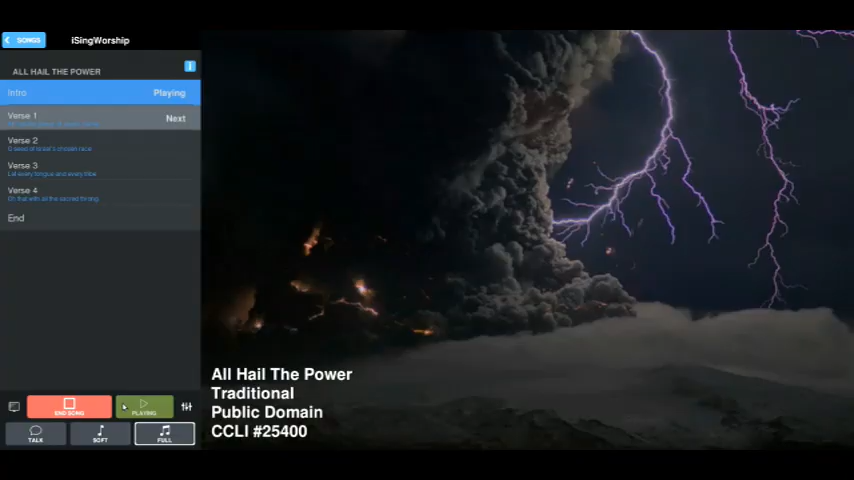 SONGS
iSingWorship
ALL HAIL THE POWER
i
Intro
Playing
Verse 1
Next
Verse 2
O seed of Israel's chosen race
Verse 3
Let every tongue and every tribe
Verse 4
Oh that with all the sacred throng
End
END SONG
PLAYING
TALK
SOFT
FULL
All Hail The Power
Traditional
Public Domain
CCLI #25400